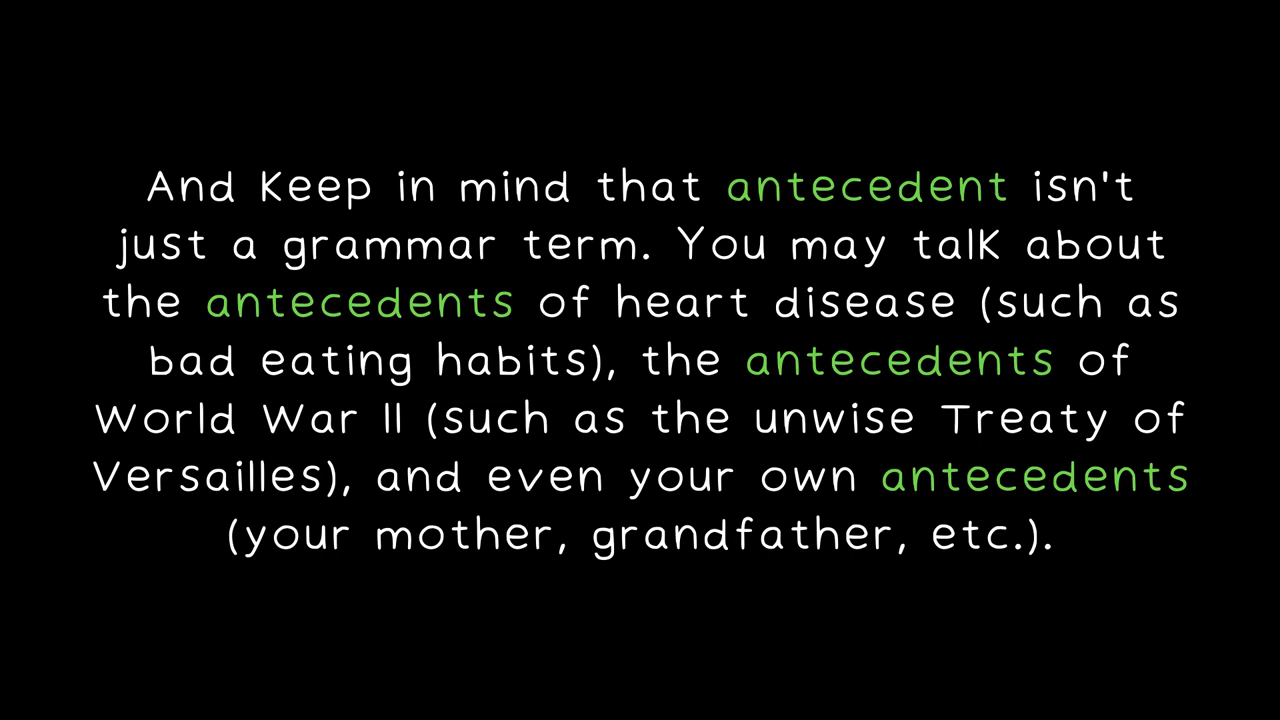 And Keep in mind that antecedent isn't
just a grammar term. You may talk about
the antecedents of heart disease (such as
bad eating habits), the antecedents of
World War II (such as the unwise Treaty of
Versailles), and even your own antecedents
(your mother, grandfather, etc.).